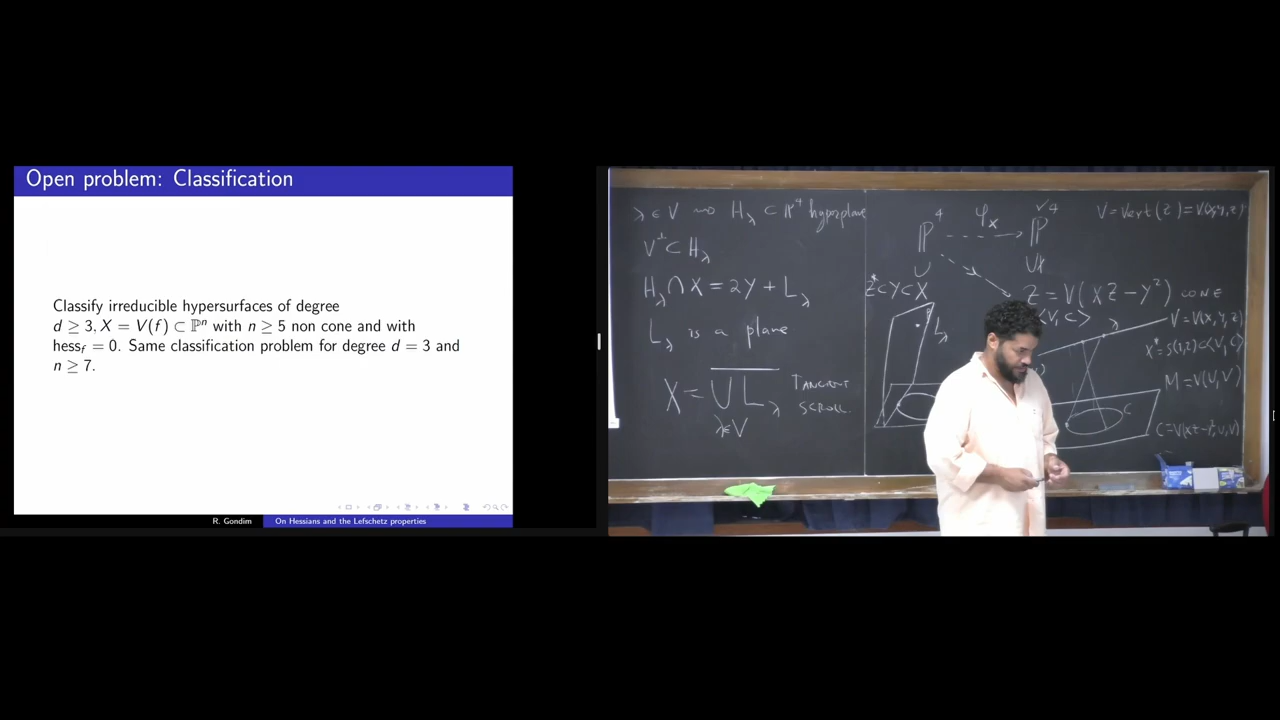 Open problem: Classification
Classify irreducible hypersurfaces of degree
d ≥ 3, X = V(f) ⊂ ℙⁿ with n ≥ 5 non cone and with
hess_f = 0. Same classification problem for degree d = 3 and
n ≥ 7.
R. Gondim
On Hessians and the Lefschetz properties
λ ∈ V ⇝ H_λ ⊂ ℙ⁴ hyperplane
V^⊥ ⊂ H_λ
H_λ ∩ X = 2Y + L_λ
L_λ is a plane
X = ∪ L_λ
λ∈V
TANGENT
SCROLL.
ℙ⁴ ---> ℙ^∨4
φ_X
∪
∪X
Z* ⊂ Y ⊂ X
L_λ
V = Vert(Z) = V(x,y,z)
Z = V(XZ − Y²) CONE
⟨V, C⟩
λ
V = V(X,Y,Z)
M = V(U,V)
C